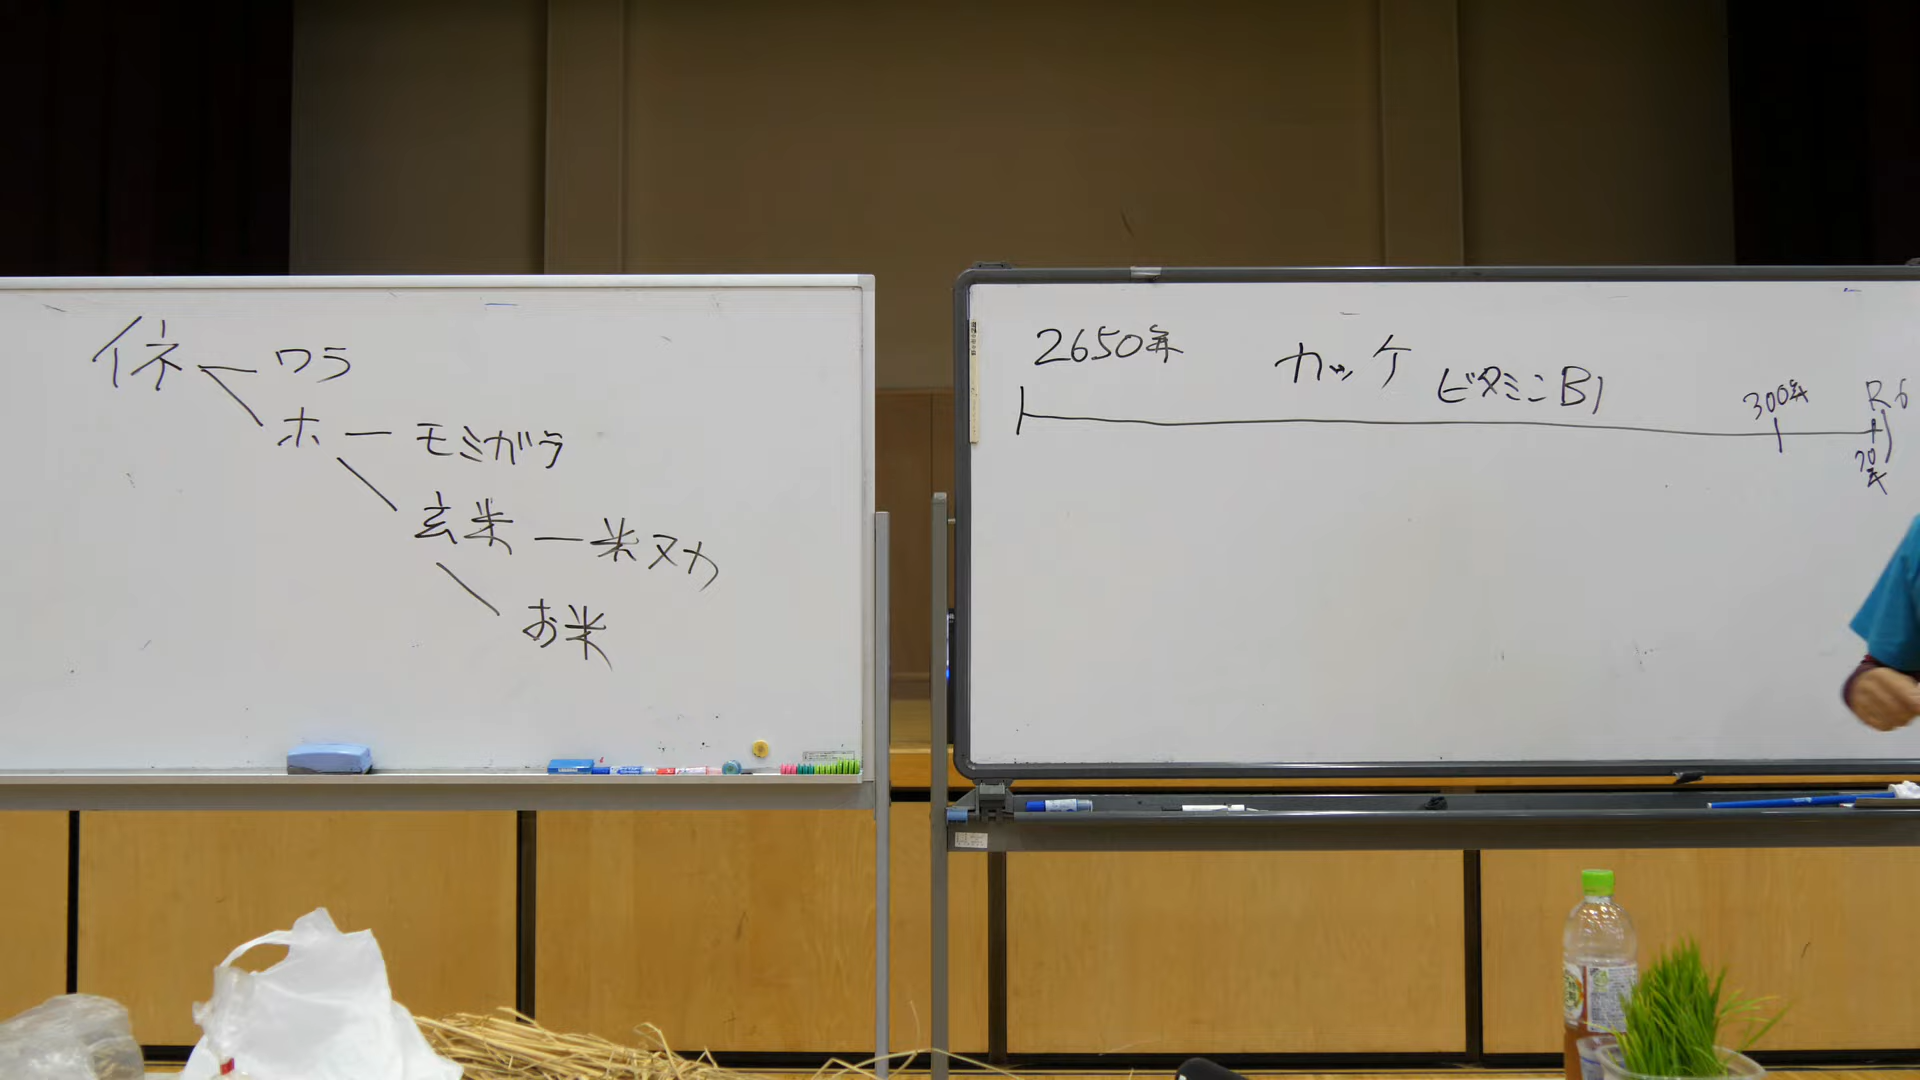 イネ ワラ
ホ ー モミガラ
玄米 ー 米ヌカ
お米
2650年
カッケ
ビタミンB1
300年
R6
70年